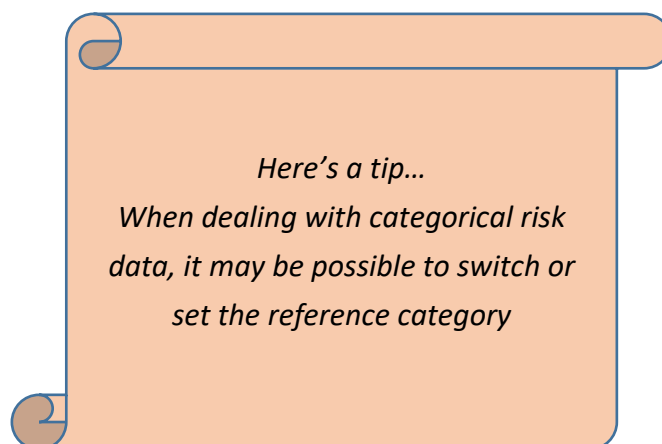 Here’s a tip…
When dealing with categorical risk
data, it may be possible to switch or
set the reference category